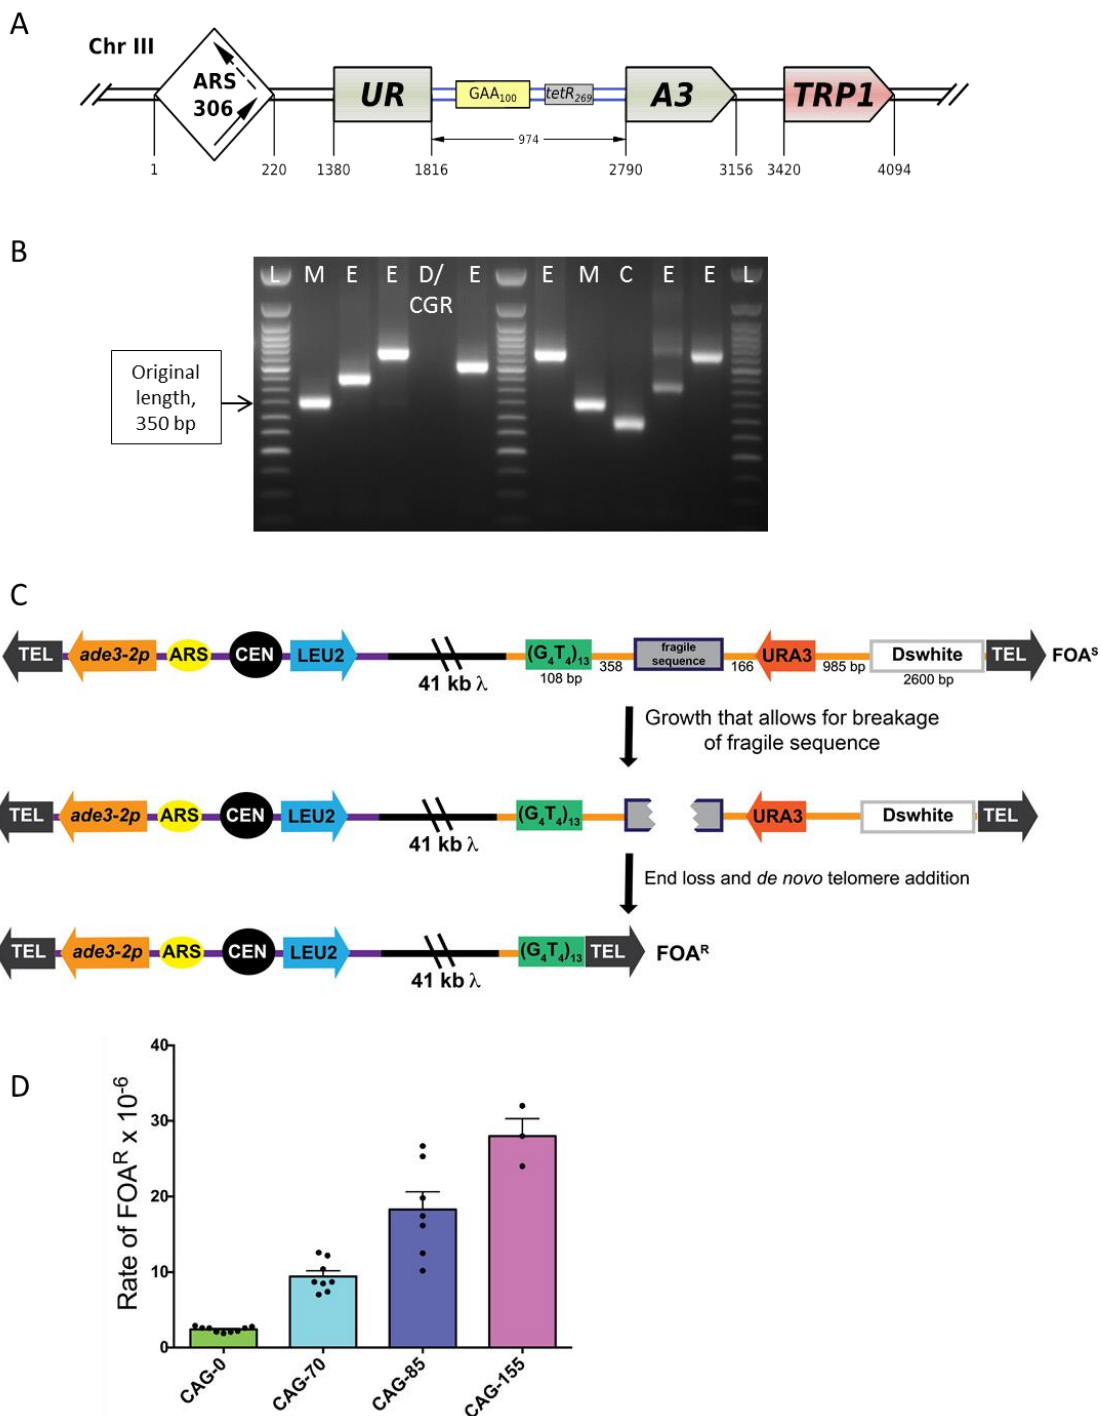 A
Chr III
ARS
306
UR
GAA100
tetR269
A3
TRP1
974
1
220
1380
1816
2790
3156
3420
4094
B
L M E E D/ E E M C E E L
CGR
Original
length,
350 bp
C
TEL ade3-2p ARS CEN LEU2 (G4T4)13 358 fragile sequence 166 URA3 985 bp Dswhite TEL FOAS
41 kb λ 108 bp 2600 bp
Growth that allows for breakage
of fragile sequence
TEL ade3-2p ARS CEN LEU2 (G4T4)13 URA3 Dswhite TEL
41 kb λ
End loss and de novo telomere addition
TEL ade3-2p ARS CEN LEU2 (G4T4)13 TEL FOAR
41 kb λ
D
Rate of FOAR x 10-6
40
30
20
10
0
CAG-0
CAG-70
CAG-85
CAG-155